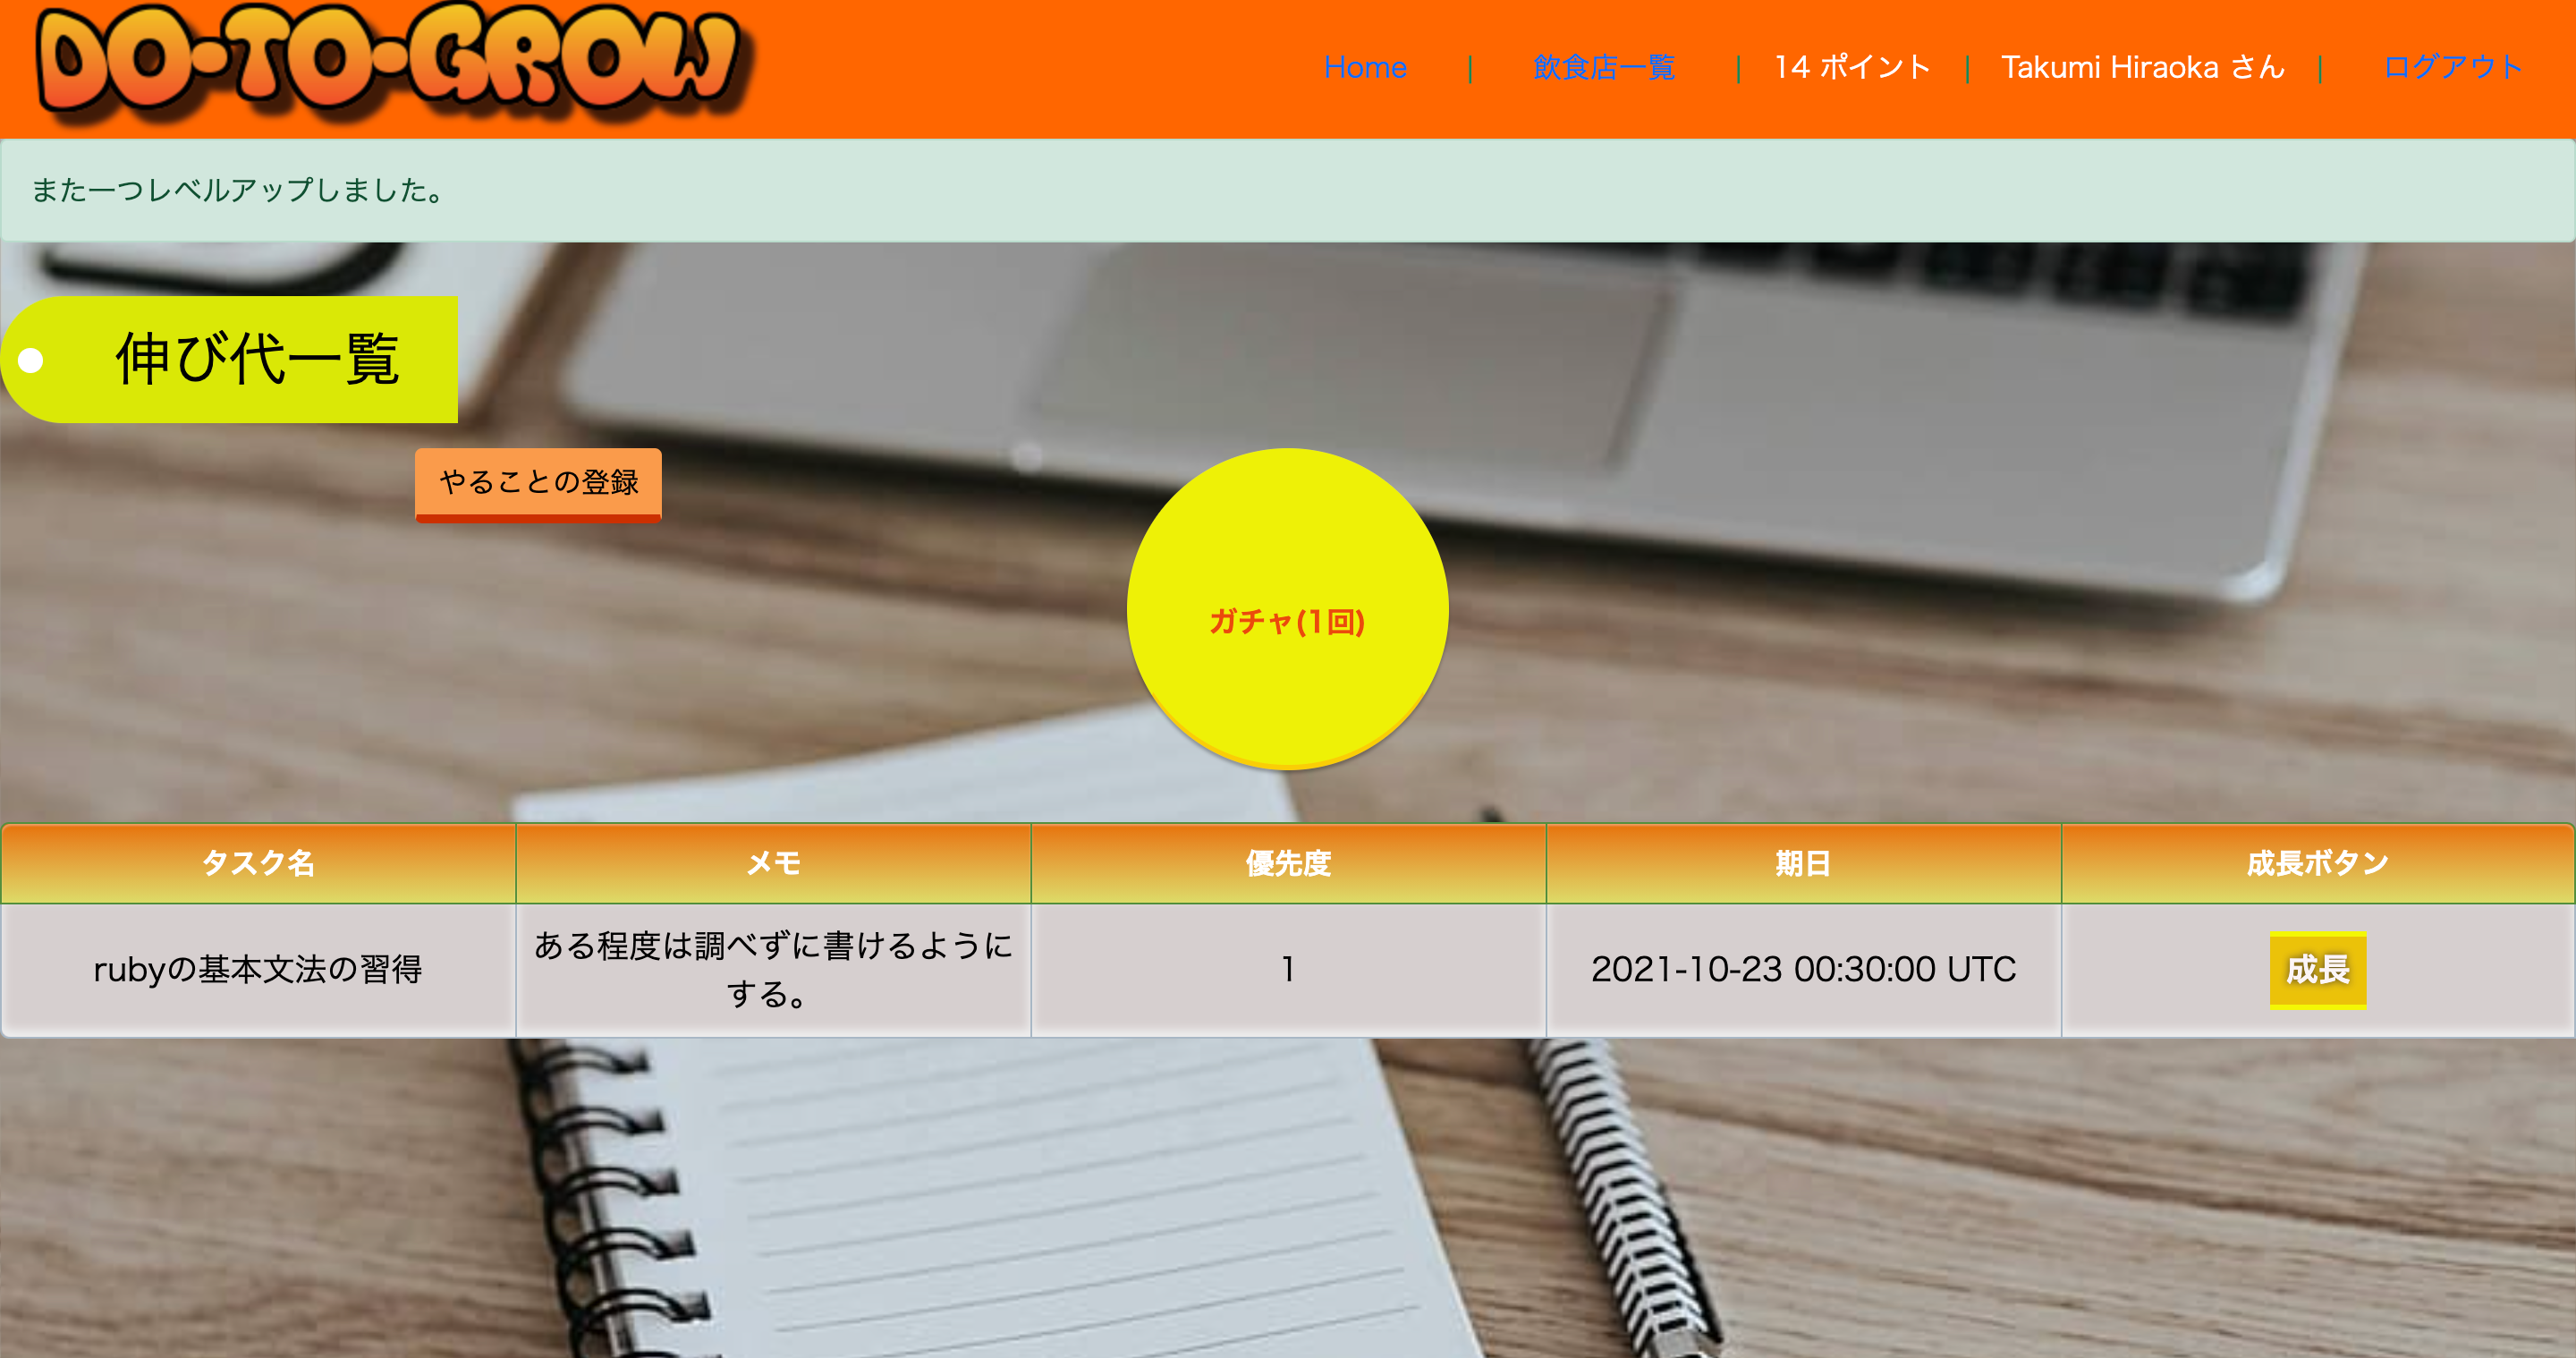 DO-TO-GROW
Home | 飲食店一覧 | 14 ポイント | Takumi Hiraoka さん | ログアウト
また一つレベルアップしました。
伸び代一覧
やることの登録
ガチャ(1回)
タスク名 メモ 優先度 期日 成長ボタン
rubyの基本文法の習得 ある程度は調べずに書けるように
する。 1 2021-10-23 00:30:00 UTC 成長